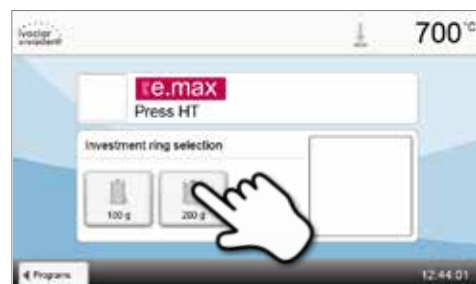 ivoclar
vivadent
700°C
e.max
Press HT
Investment ring selection
100 g
200 g
Programs
12:44:01